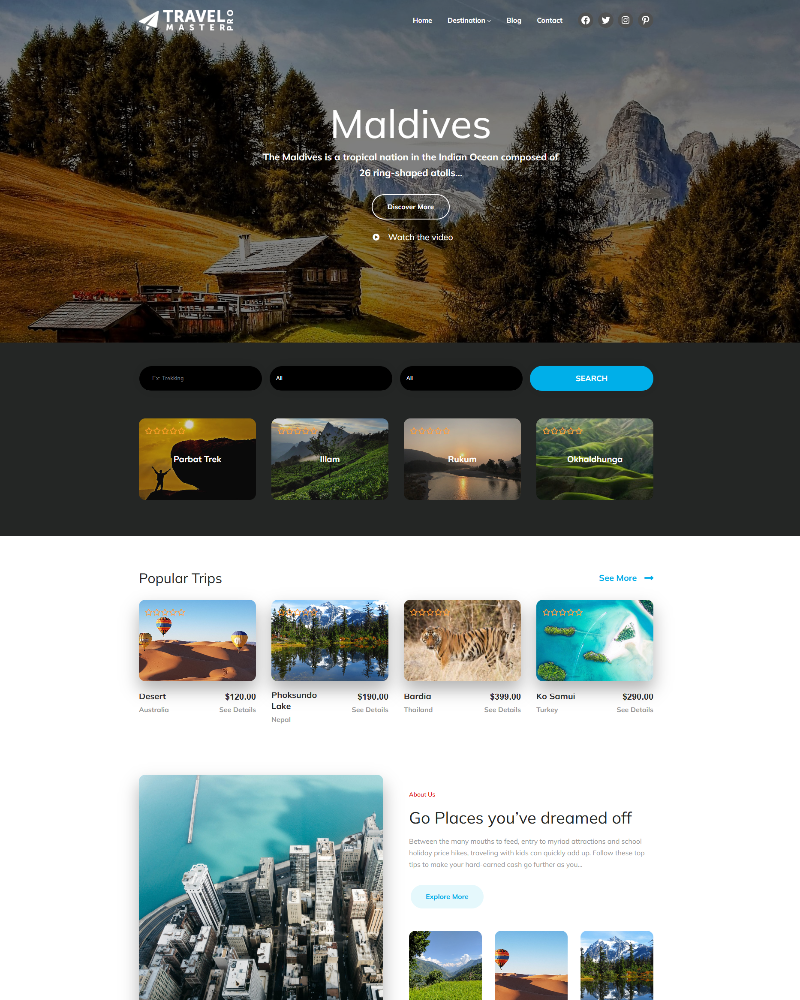 TRAVEL
MASTER
PRO
Home Destination Blog Contact
Maldives
The Maldives is a tropical nation in the Indian Ocean composed of
26 ring-shaped atolls...
Discover More
Watch the video
Ex: Trekking All All SEARCH
Parbat Trek Illam Rukum Okhaldhunga
Popular Trips See More
Desert $120.00 Phoksundo $190.00 Bardia $399.00 Ko Samui $290.00
Australia See Details Lake See Details Thailand See Details Turkey See Details
Nepal
About Us
Go Places you've dreamed off
Between the many mouths to feed, entry to myriad attractions and school
holiday price hikes, traveling with kids can quickly add up. Follow these top
tips to make your hard-earned cash go further as you...
Explore More